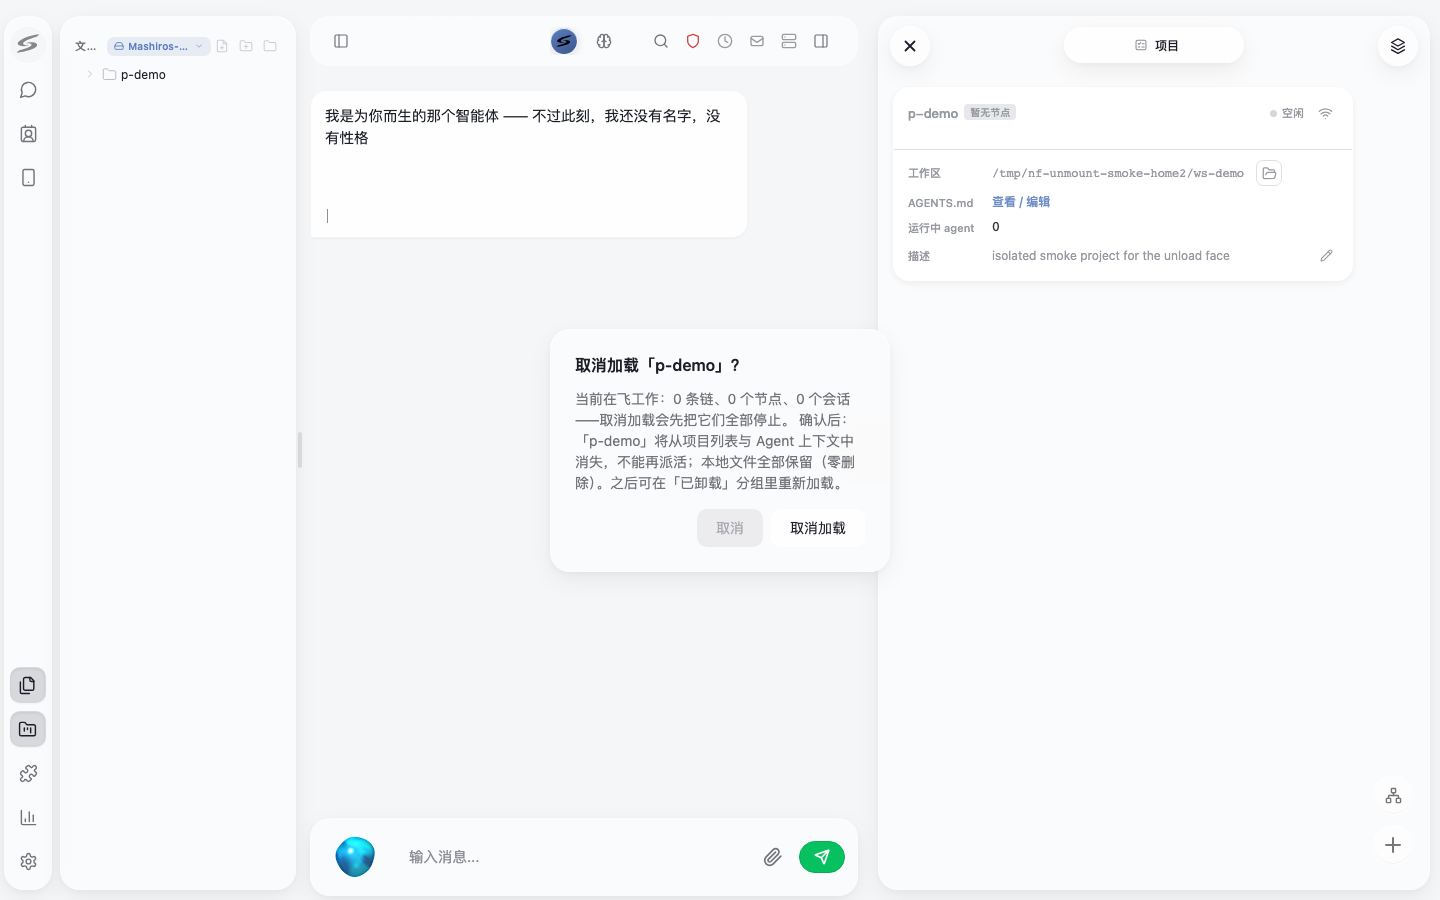 文...
Mashiros-...
p-demo
我是为你而生的那个智能体 —— 不过此刻，我还没有名字，没
有性格
输入消息...
项目
p-demo 暂无节点
空闲
工作区 /tmp/nf-unmount-smoke-home2/ws-demo
AGENTS.md 查看 / 编辑
运行中 agent 0
描述 isolated smoke project for the unload face
取消加载「p-demo」？
当前在飞工作：0 条链、0 个节点、0 个会话
——取消加载会先把它们全部停止。 确认后：
「p-demo」将从项目列表与 Agent 上下文中
消失，不能再派活；本地文件全部保留（零删
除）。之后可在「已卸载」分组里重新加载。
取消 取消加载